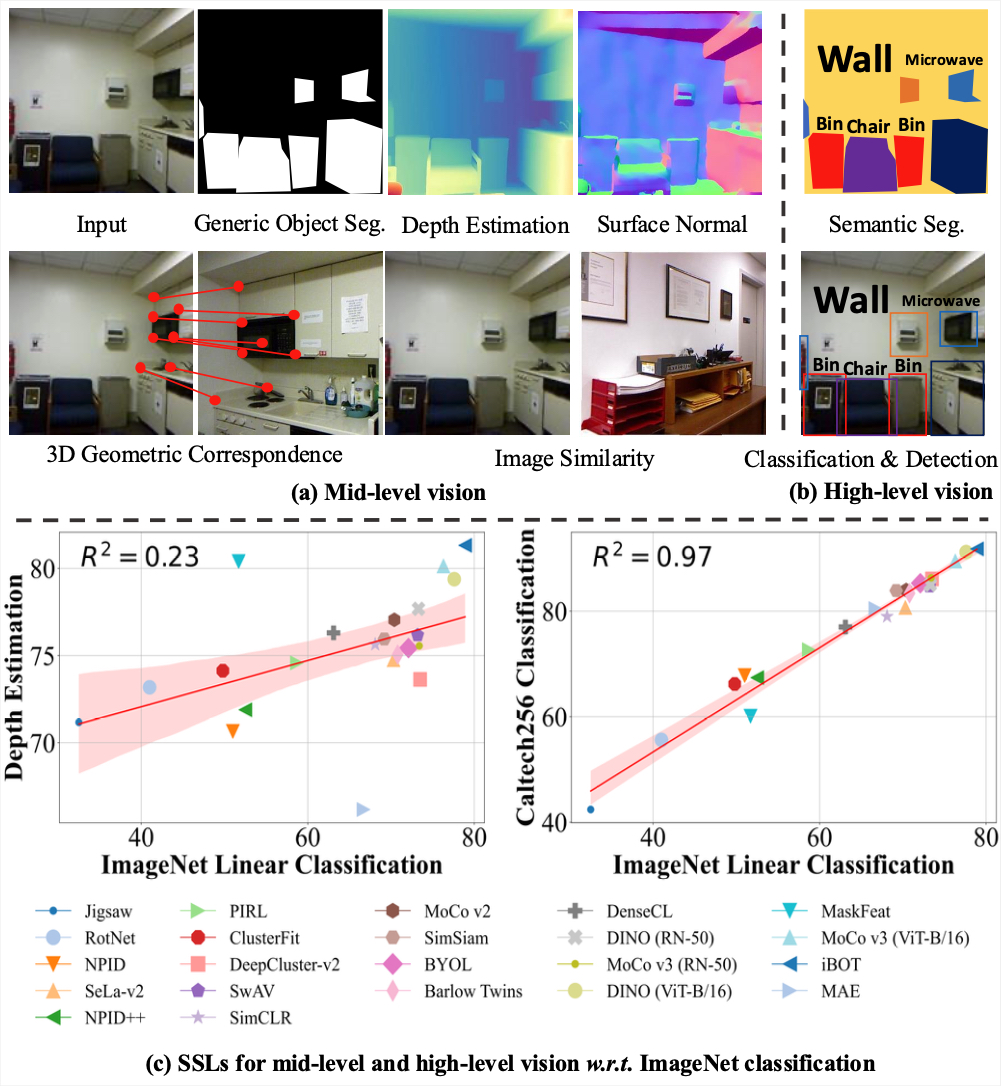 Wall
Microwave
Bin Chair Bin
Input
Generic Object Seg.
Depth Estimation
Surface Normal
Semantic Seg.
Wall
Microwave
Bin Chair Bin
3D Geometric Correspondence
Image Similarity
Classification & Detection
(a) Mid-level vision
(b) High-level vision
R² = 0.23
Depth Estimation
80
75
70
40 60 80
ImageNet Linear Classification
R² = 0.97
Caltech256 Classification
80
60
40
40 60 80
ImageNet Linear Classification
Jigsaw
RotNet
NPID
SeLa-v2
NPID++
PIRL
ClusterFit
DeepCluster-v2
SwAV
SimCLR
MoCo v2
SimSiam
BYOL
Barlow Twins
DenseCL
DINO (RN-50)
MoCo v3 (RN-50)
DINO (ViT-B/16)
MaskFeat
MoCo v3 (ViT-B/16)
iBOT
MAE
(c) SSLs for mid-level and high-level vision w.r.t. ImageNet classification